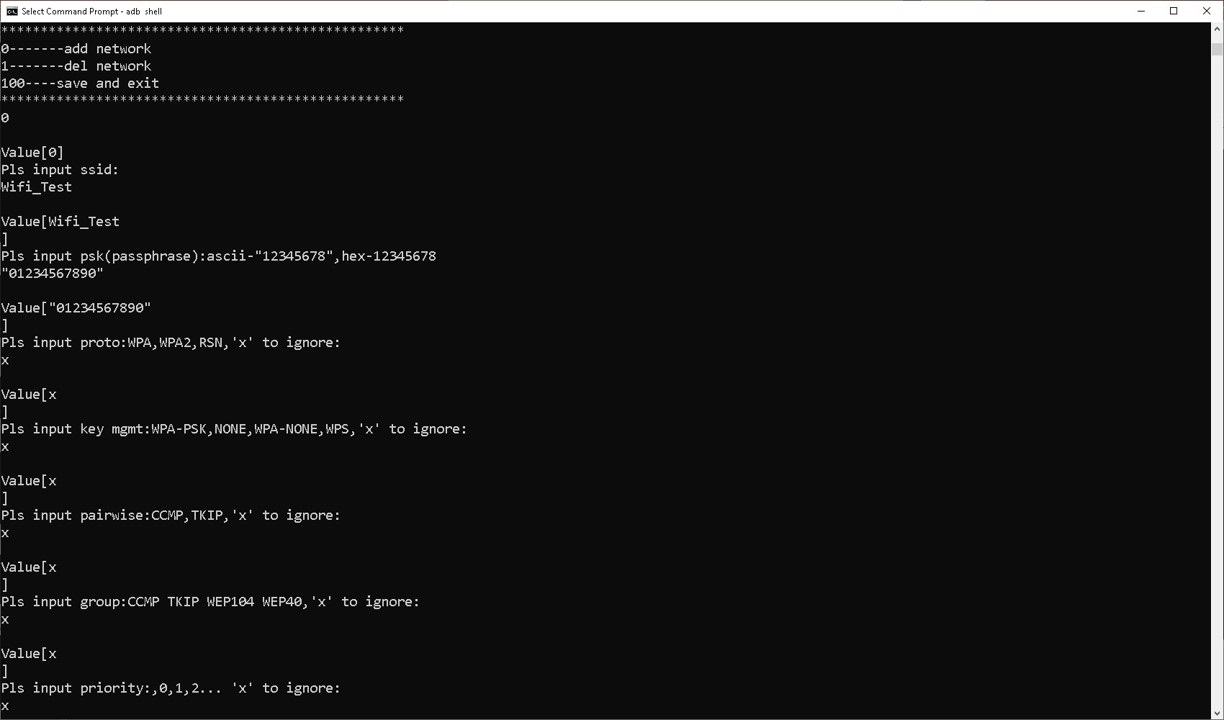 Select Command Prompt - adb shell
***************************************************
0-------add network
1-------del network
100----save and exit
***************************************************
0
Value[0]
Pls input ssid:
Wifi_Test
Value[Wifi_Test
]
Pls input psk(passphrase):ascii-"12345678",hex-12345678
"01234567890"
Value["01234567890"
]
Pls input proto:WPA,WPA2,RSN,'x' to ignore:
x
Value[x
]
Pls input key mgmt:WPA-PSK,NONE,WPA-NONE,WPS,'x' to ignore:
x
Value[x
]
Pls input pairwise:CCMP,TKIP,'x' to ignore:
x
Value[x
]
Pls input group:CCMP TKIP WEP104 WEP40,'x' to ignore:
x
Value[x
]
Pls input priority:,0,1,2... 'x' to ignore:
x